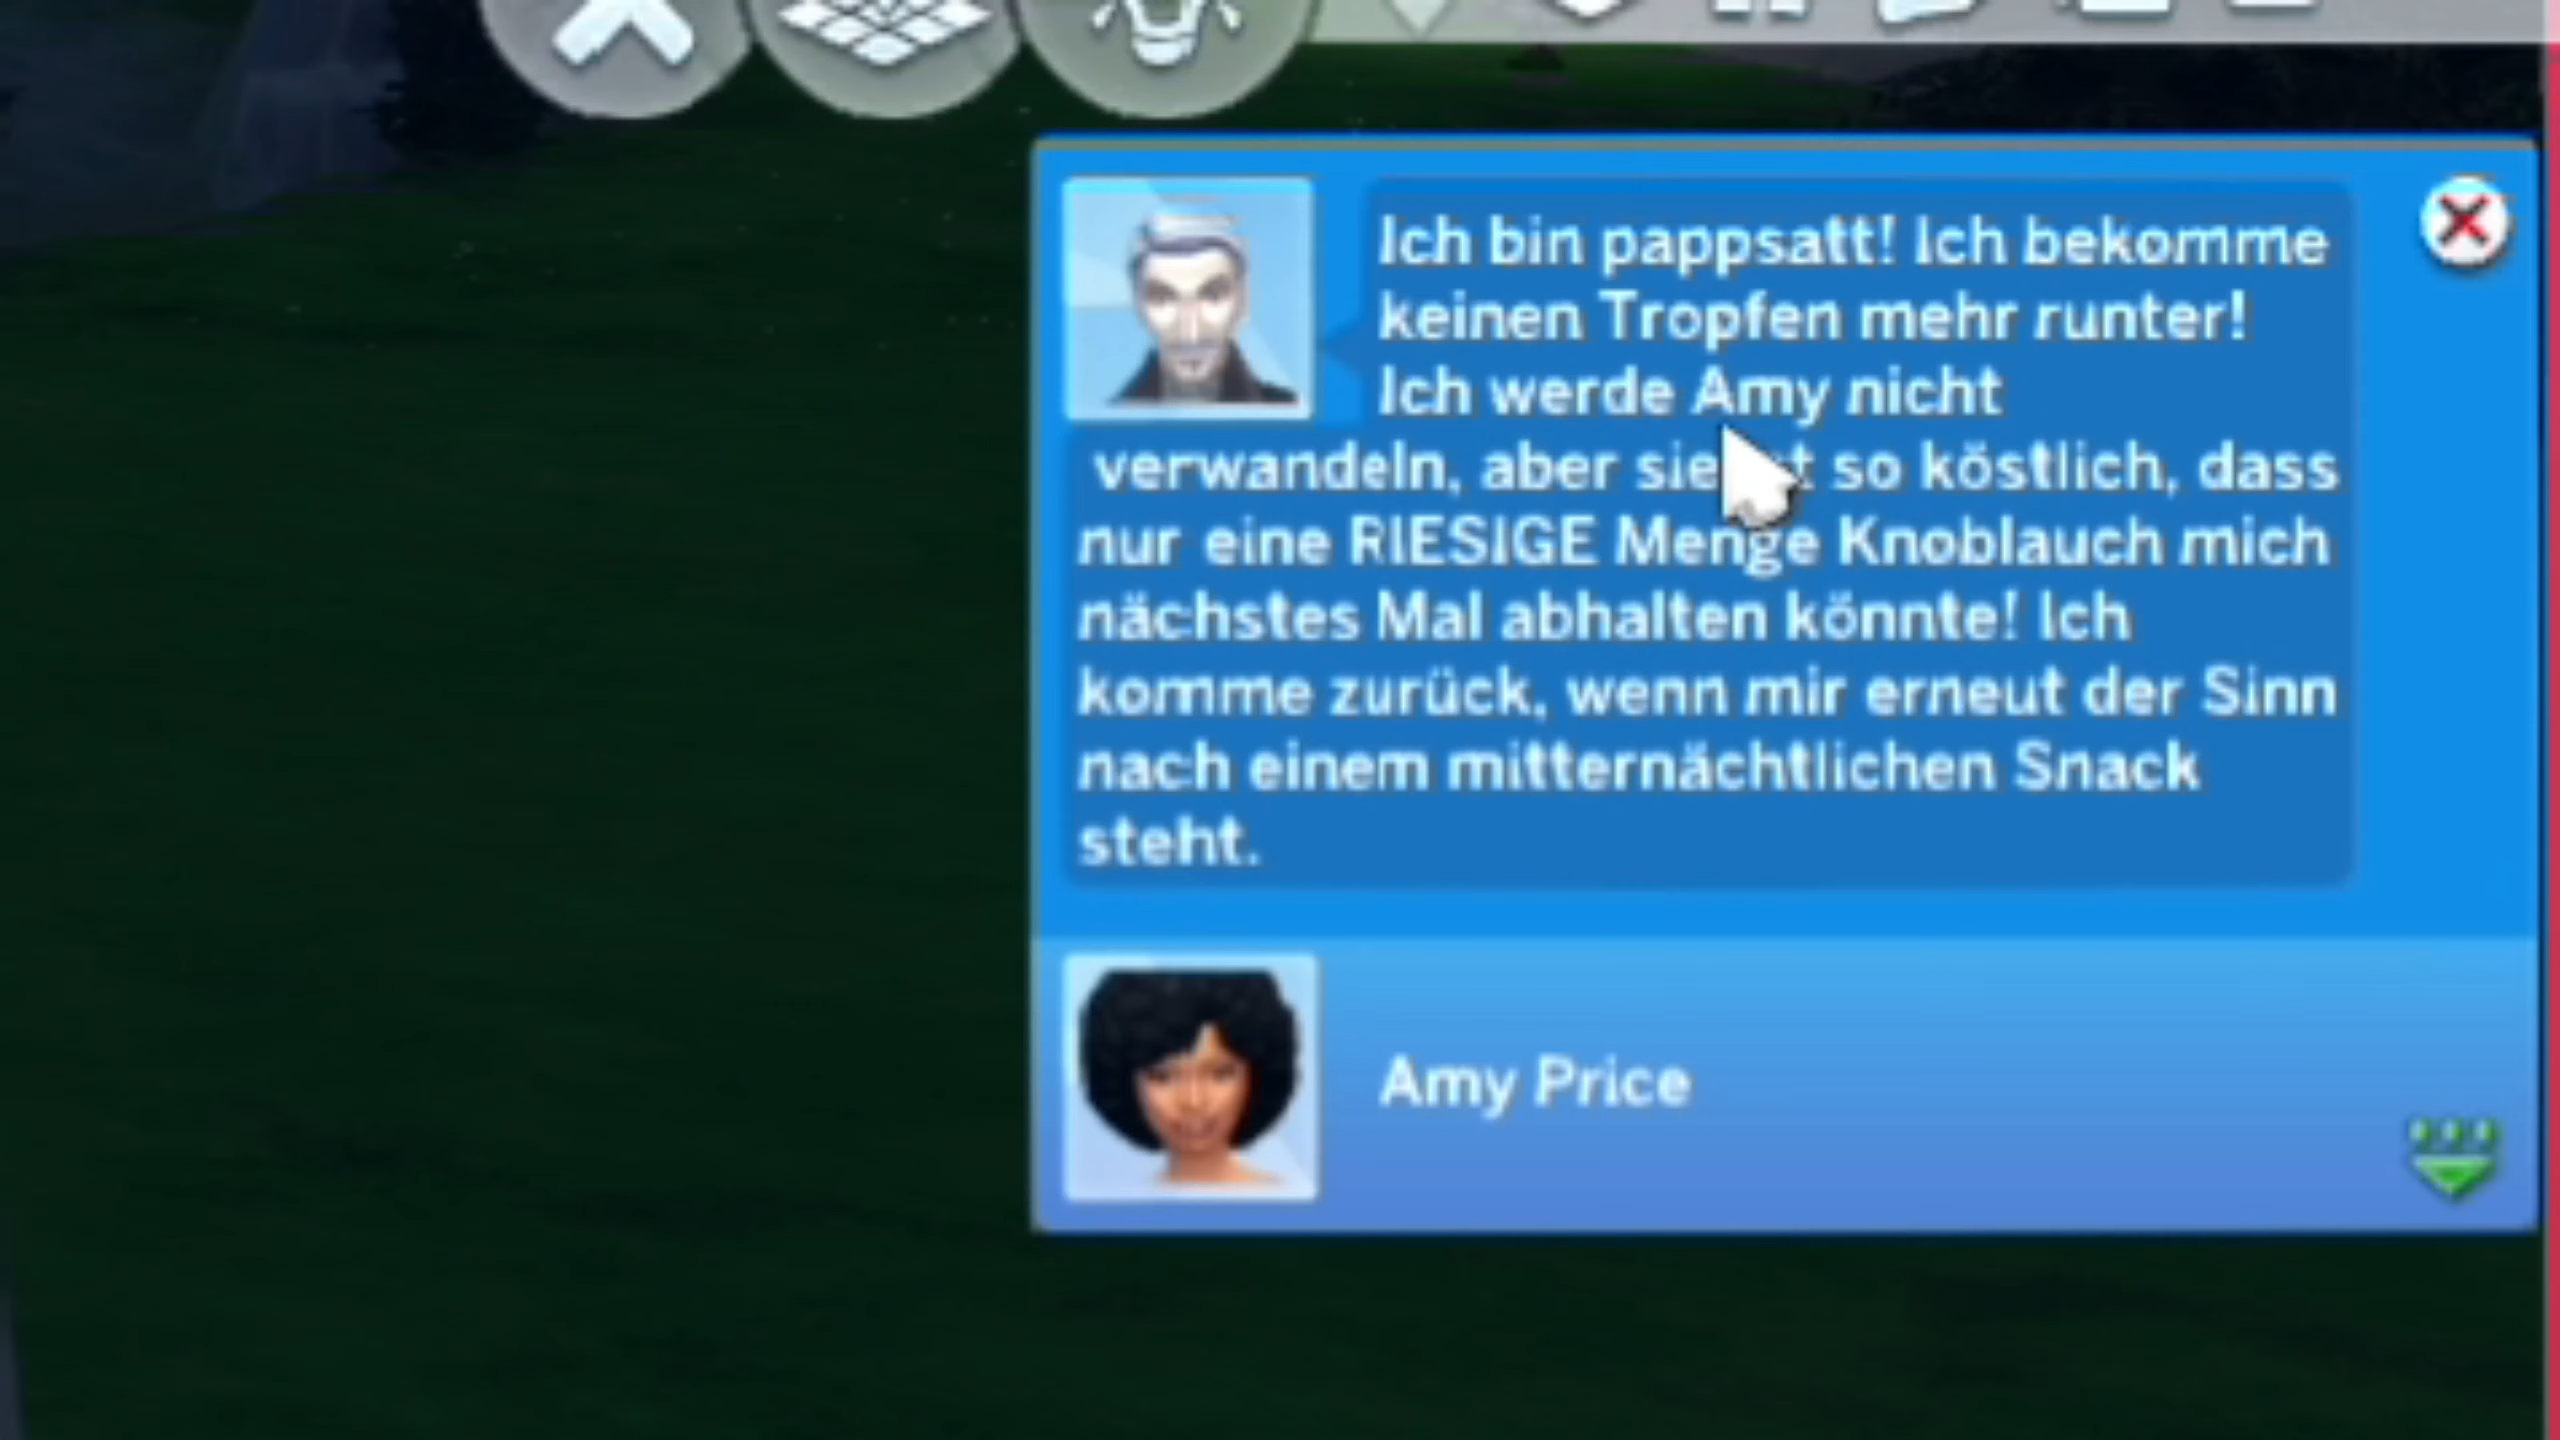 Ich bin pappsatt! Ich bekomme
keinen Tropfen mehr runter!
Ich werde Amy nicht
verwandeln, aber sie so köstlich, dass
nur eine RIESIGE Menge Knoblauch mich
nächstes Mal abhalten könnte! Ich
komme zurück, wenn mir erneut der Sinn
nach einem mitternächtlichen Snack
steht.
Amy Price